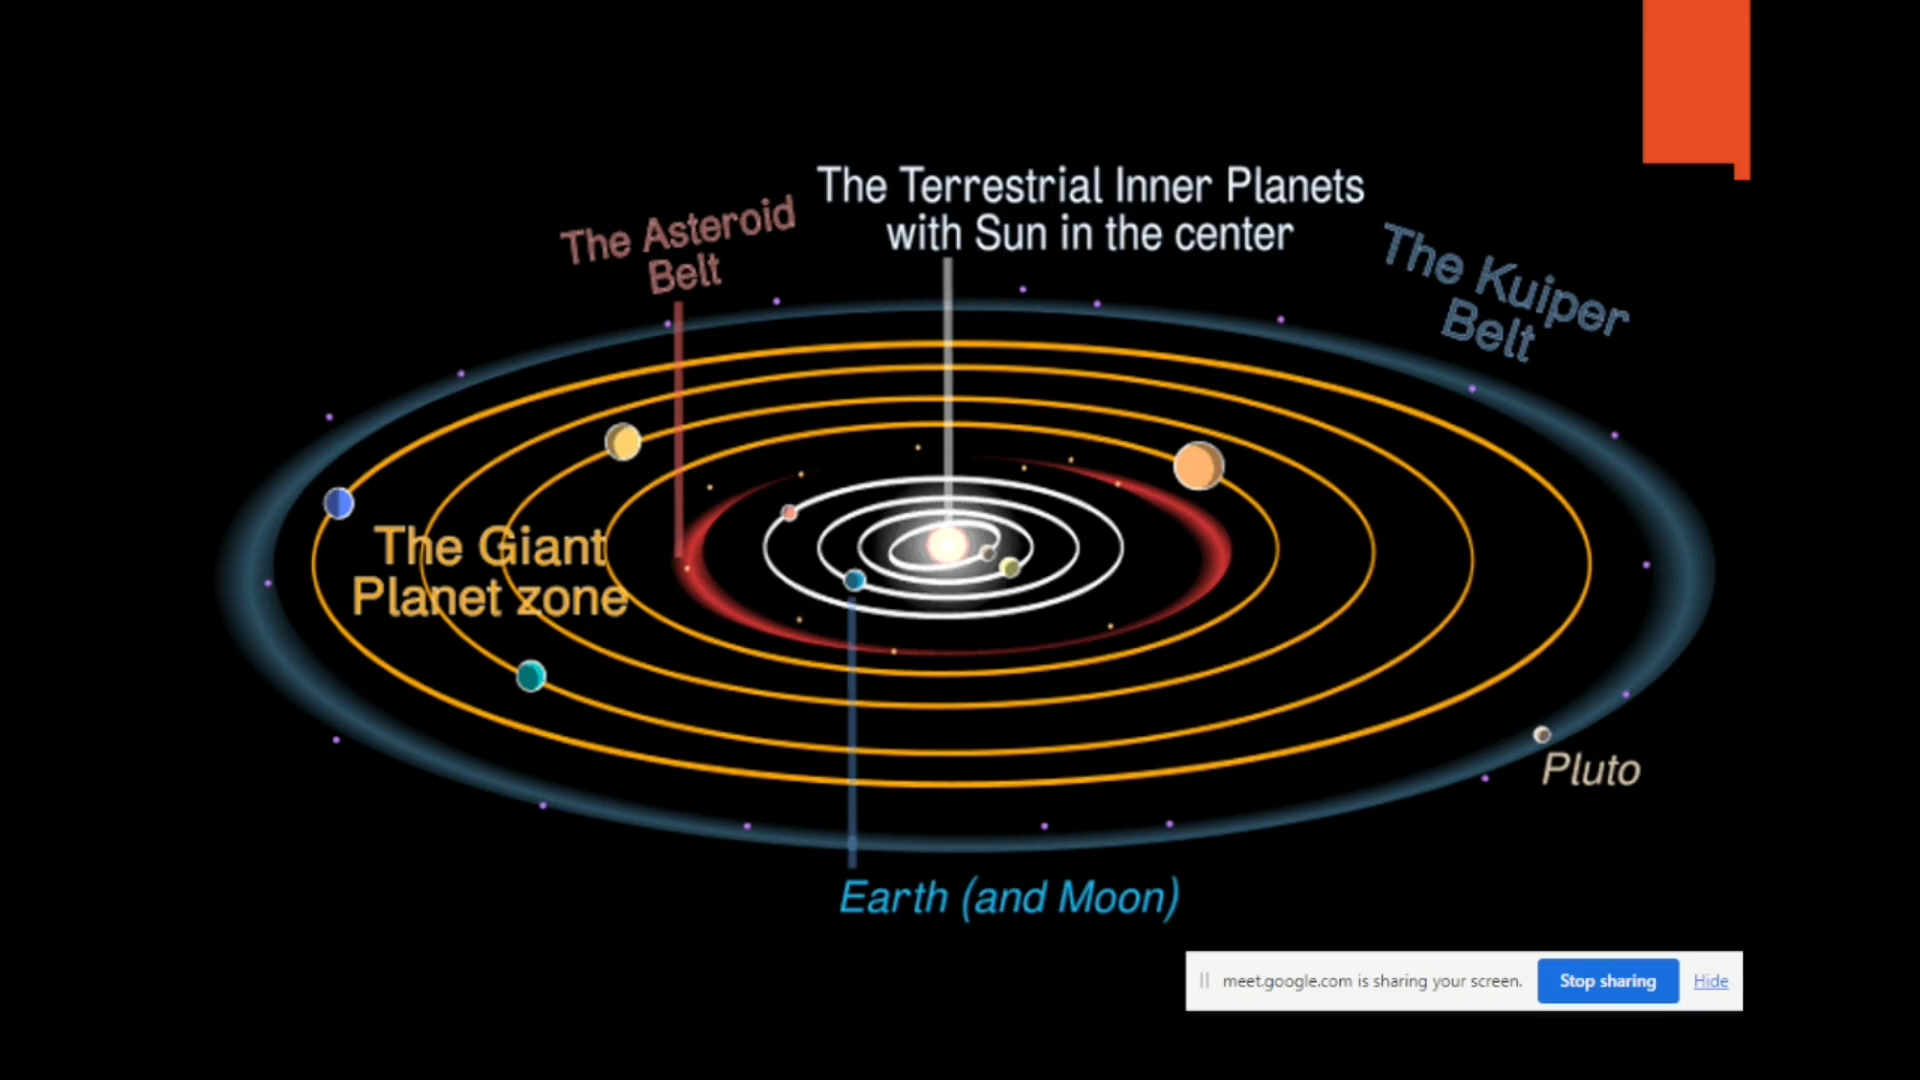 The Terrestrial Inner Planets
with Sun in the center
The Asteroid
Belt
The Kuiper
Belt
The Giant
Planet zone
Pluto
Earth (and Moon)
meet.google.com is sharing your screen.
Stop sharing
Hide